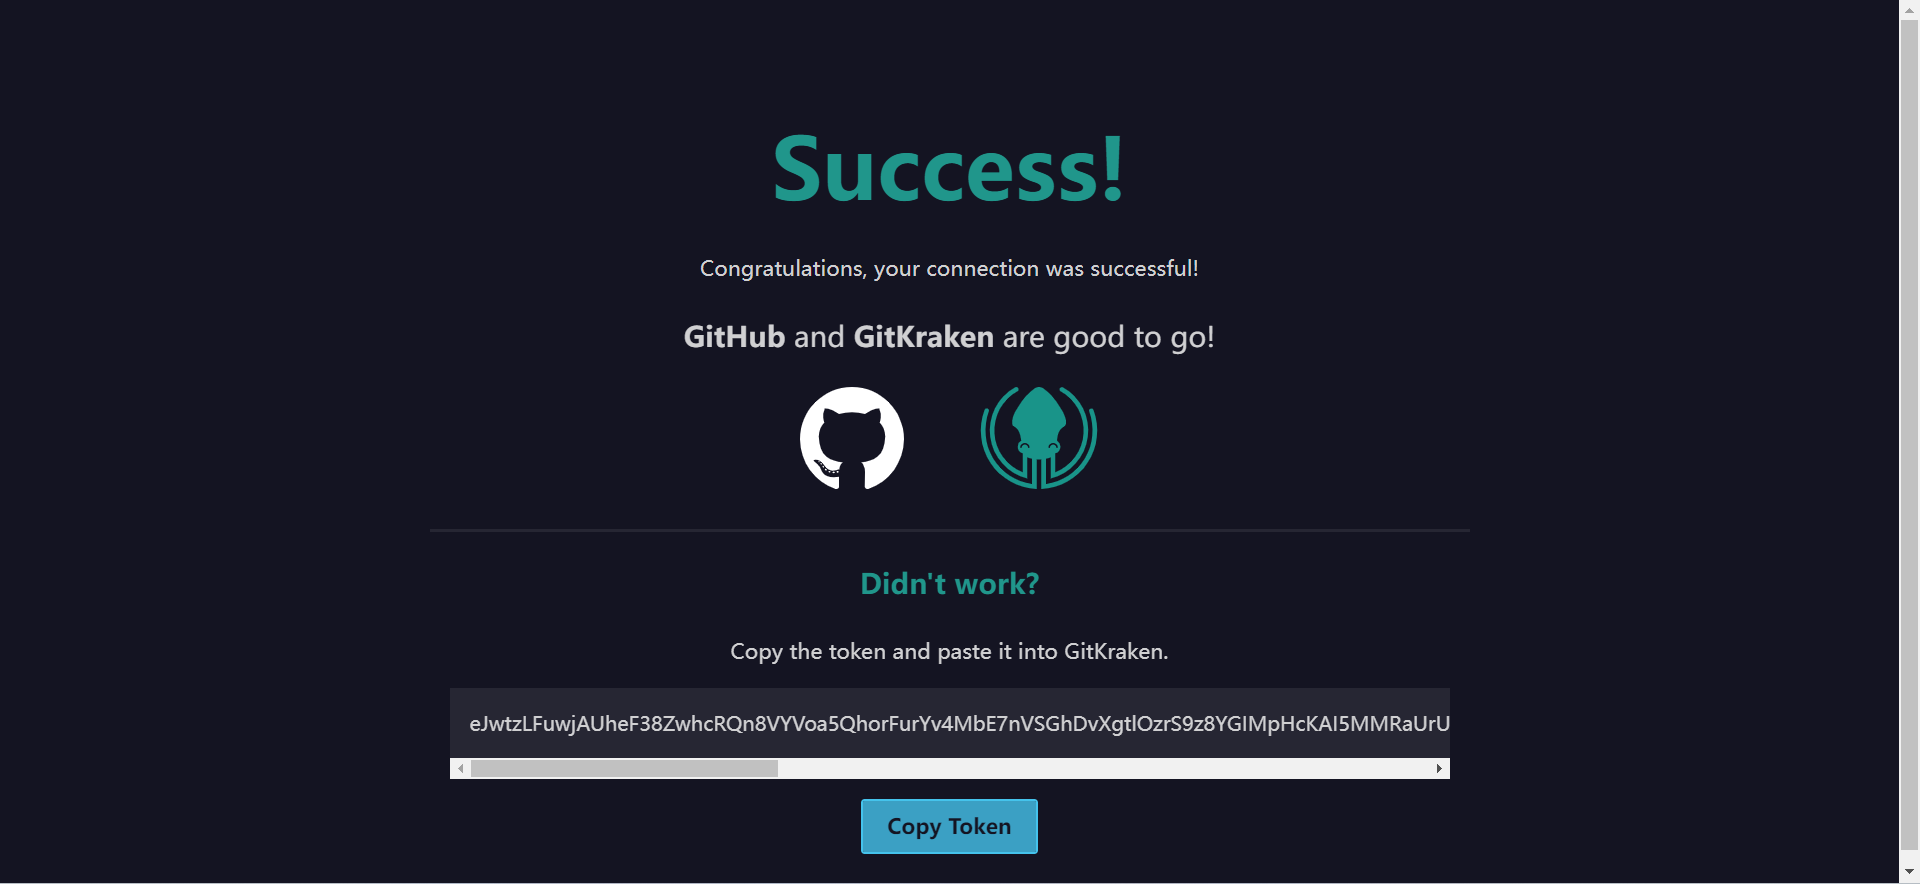 Success!
Congratulations, your connection was successful!
GitHub and GitKraken are good to go!
Didn't work?
Copy the token and paste it into GitKraken.
eJwtzLFuwjAUheF38ZwhcRQn8VYVoa5QhorFurYv4MbE7nVSGhDvXgtlOzrS9z8YGIMpHcKAI5MMRaUrU
Copy Token